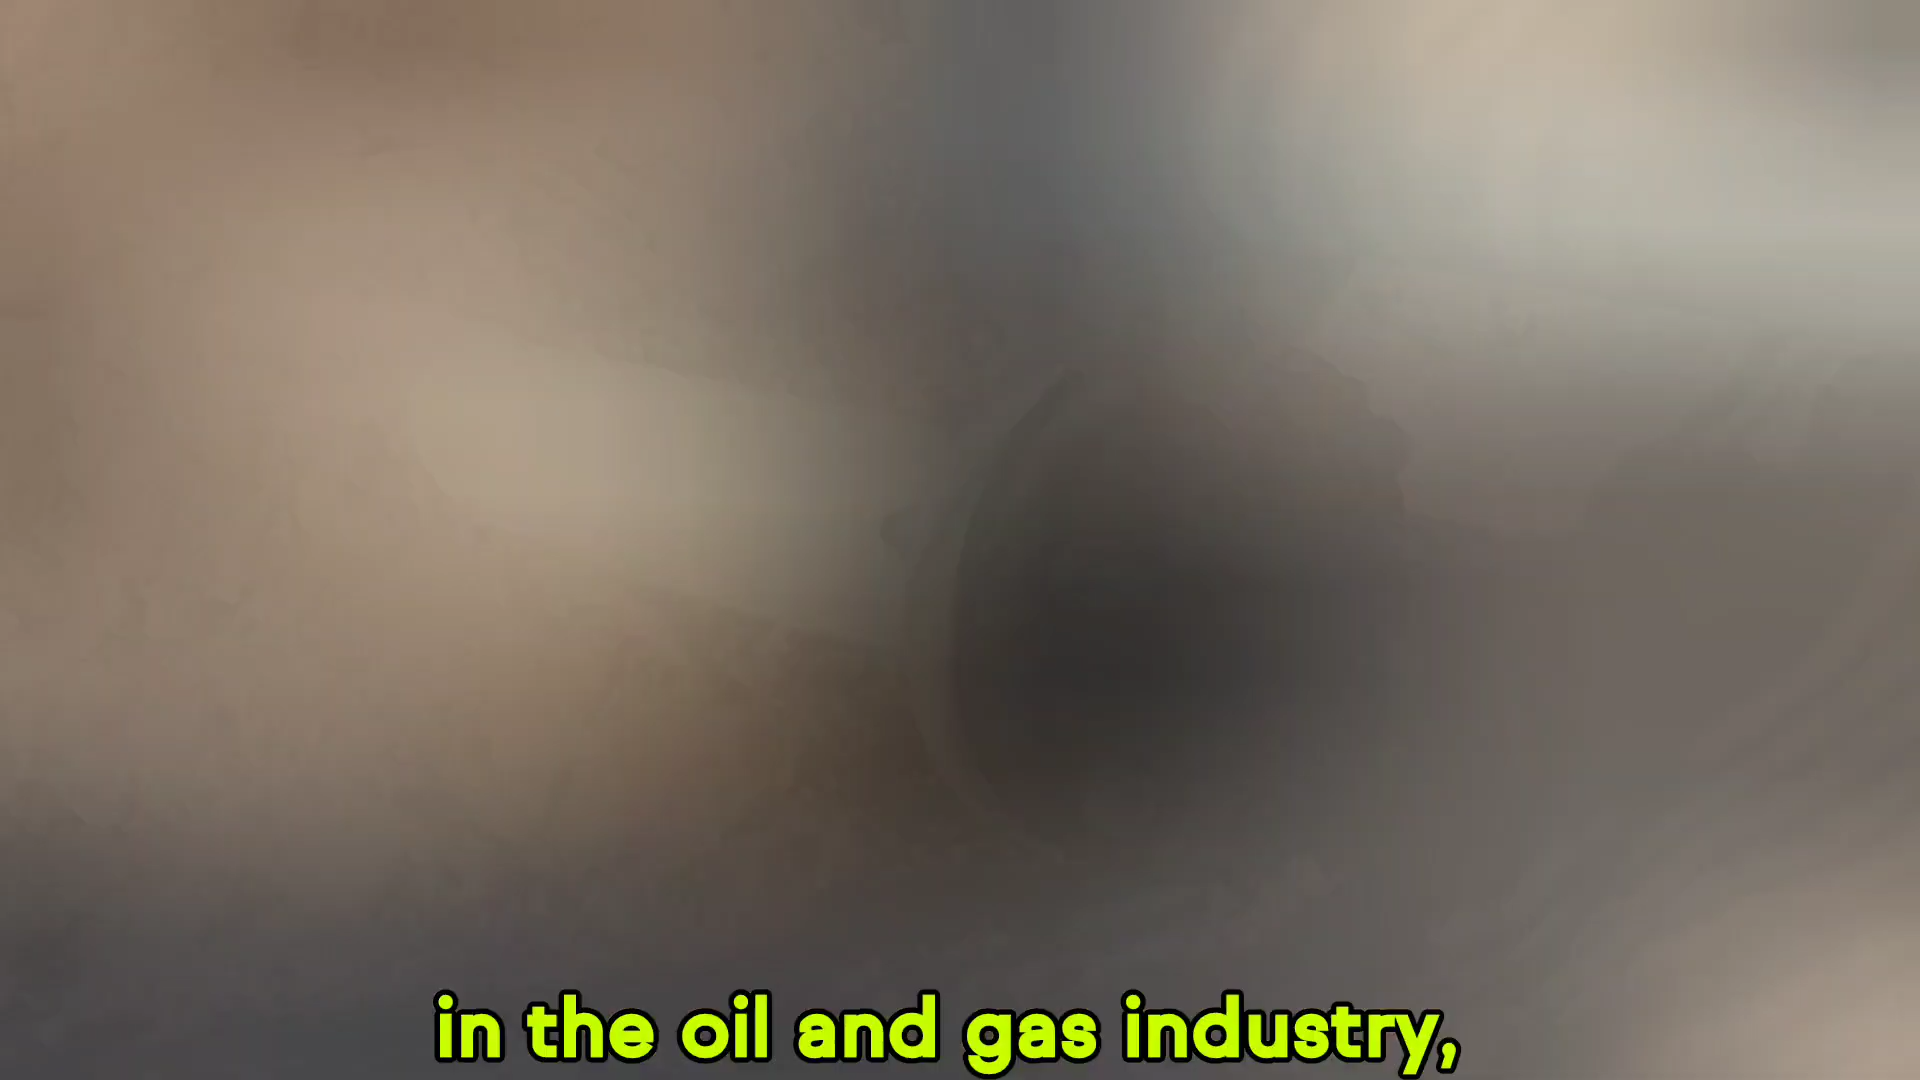 in the oil and gas industry,